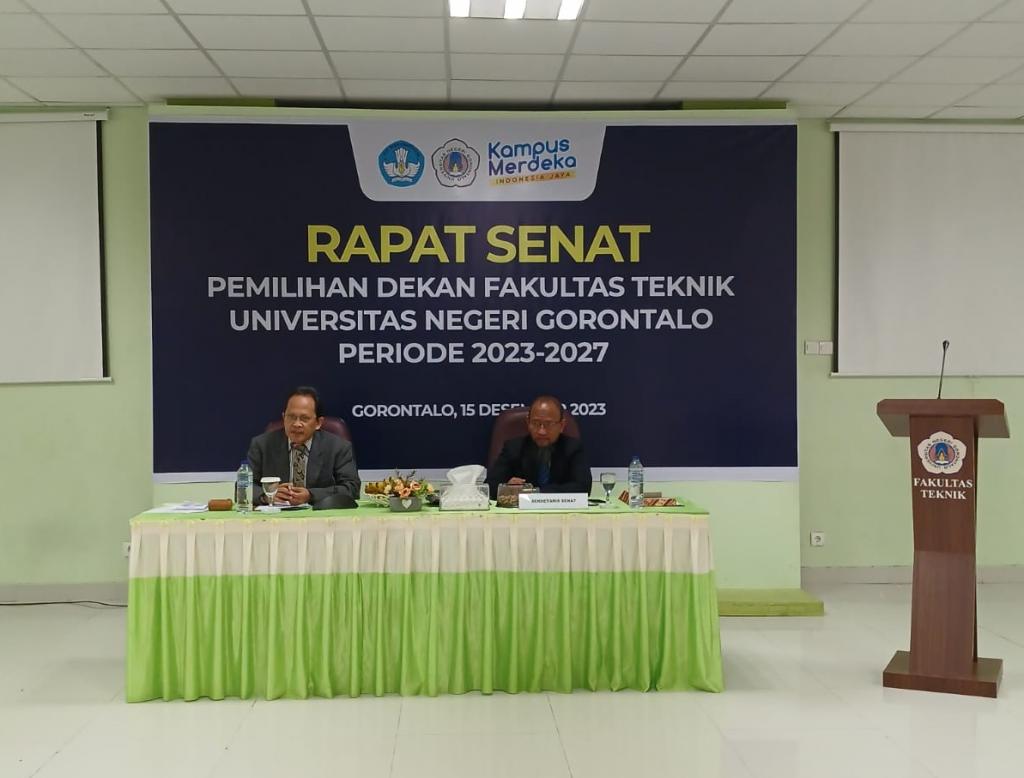 Kampus
Merdeka
INDONESIA JAYA
RAPAT SENAT
PEMILIHAN DEKAN FAKULTAS TEKNIK
UNIVERSITAS NEGERI GORONTALO
PERIODE 2023-2027
GORONTALO, 15 DESE 2023
SEKRETARIS SENAT
FAKULTAS
TEKNIK